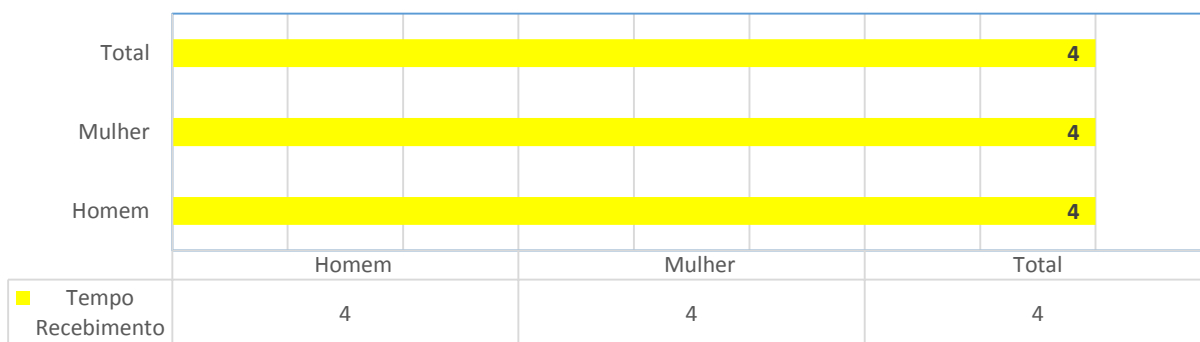 Total
4
Mulher
4
Homem
4
Homem Mulher Total
Tempo
Recebimento
4 4 4